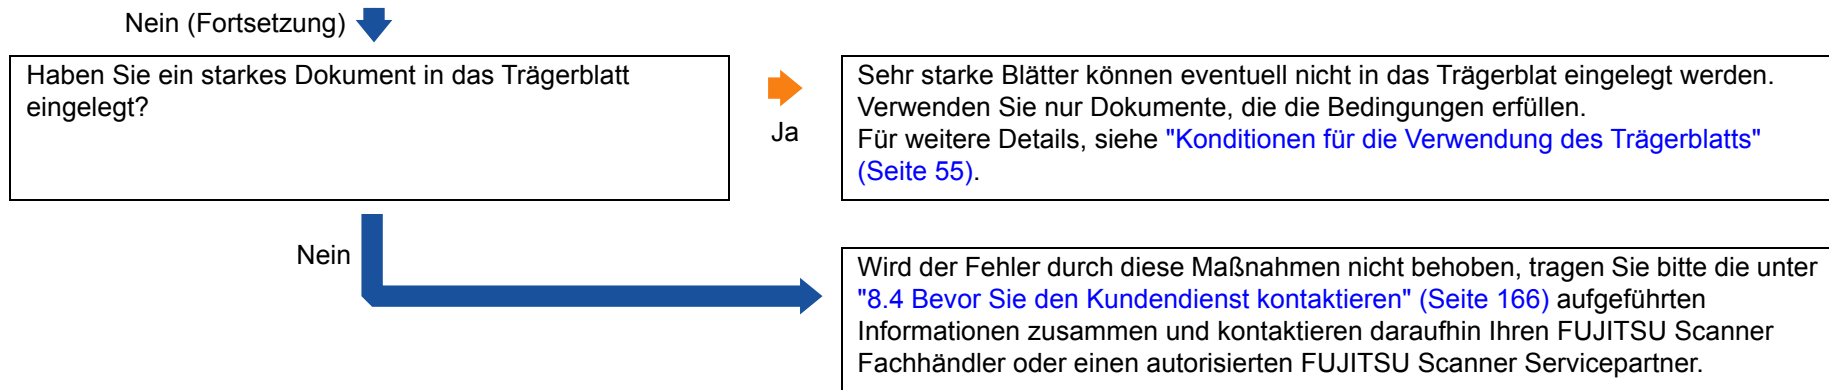 Nein (Fortsetzung)
Haben Sie ein starkes Dokument in das Trägerblatt
eingelegt?
Ja
Sehr starke Blätter können eventuell nicht in das Trägerblat eingelegt werden.
Verwenden Sie nur Dokumente, die die Bedingungen erfüllen.
Für weitere Details, siehe "Konditionen für die Verwendung des Trägerblatts"
(Seite 55).
Nein
Wird der Fehler durch diese Maßnahmen nicht behoben, tragen Sie bitte die unter
"8.4 Bevor Sie den Kundendienst kontaktieren" (Seite 166) aufgeführten
Informationen zusammen und kontaktieren daraufhin Ihren FUJITSU Scanner
Fachhändler oder einen autorisierten FUJITSU Scanner Servicepartner.